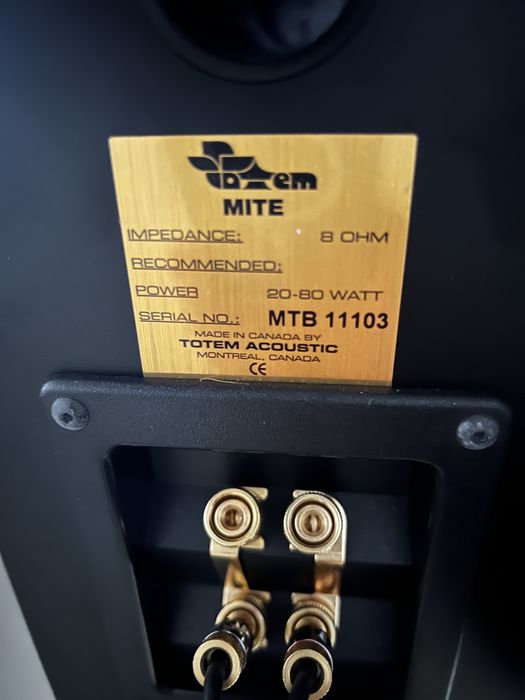 Totem
MITE
IMPEDANCE: 8 OHM
RECOMMENDED:
POWER 20-80 WATT
SERIAL NO.: MTB 11103
MADE IN CANADA BY
TOTEM ACOUSTIC
MONTREAL, CANADA
CE